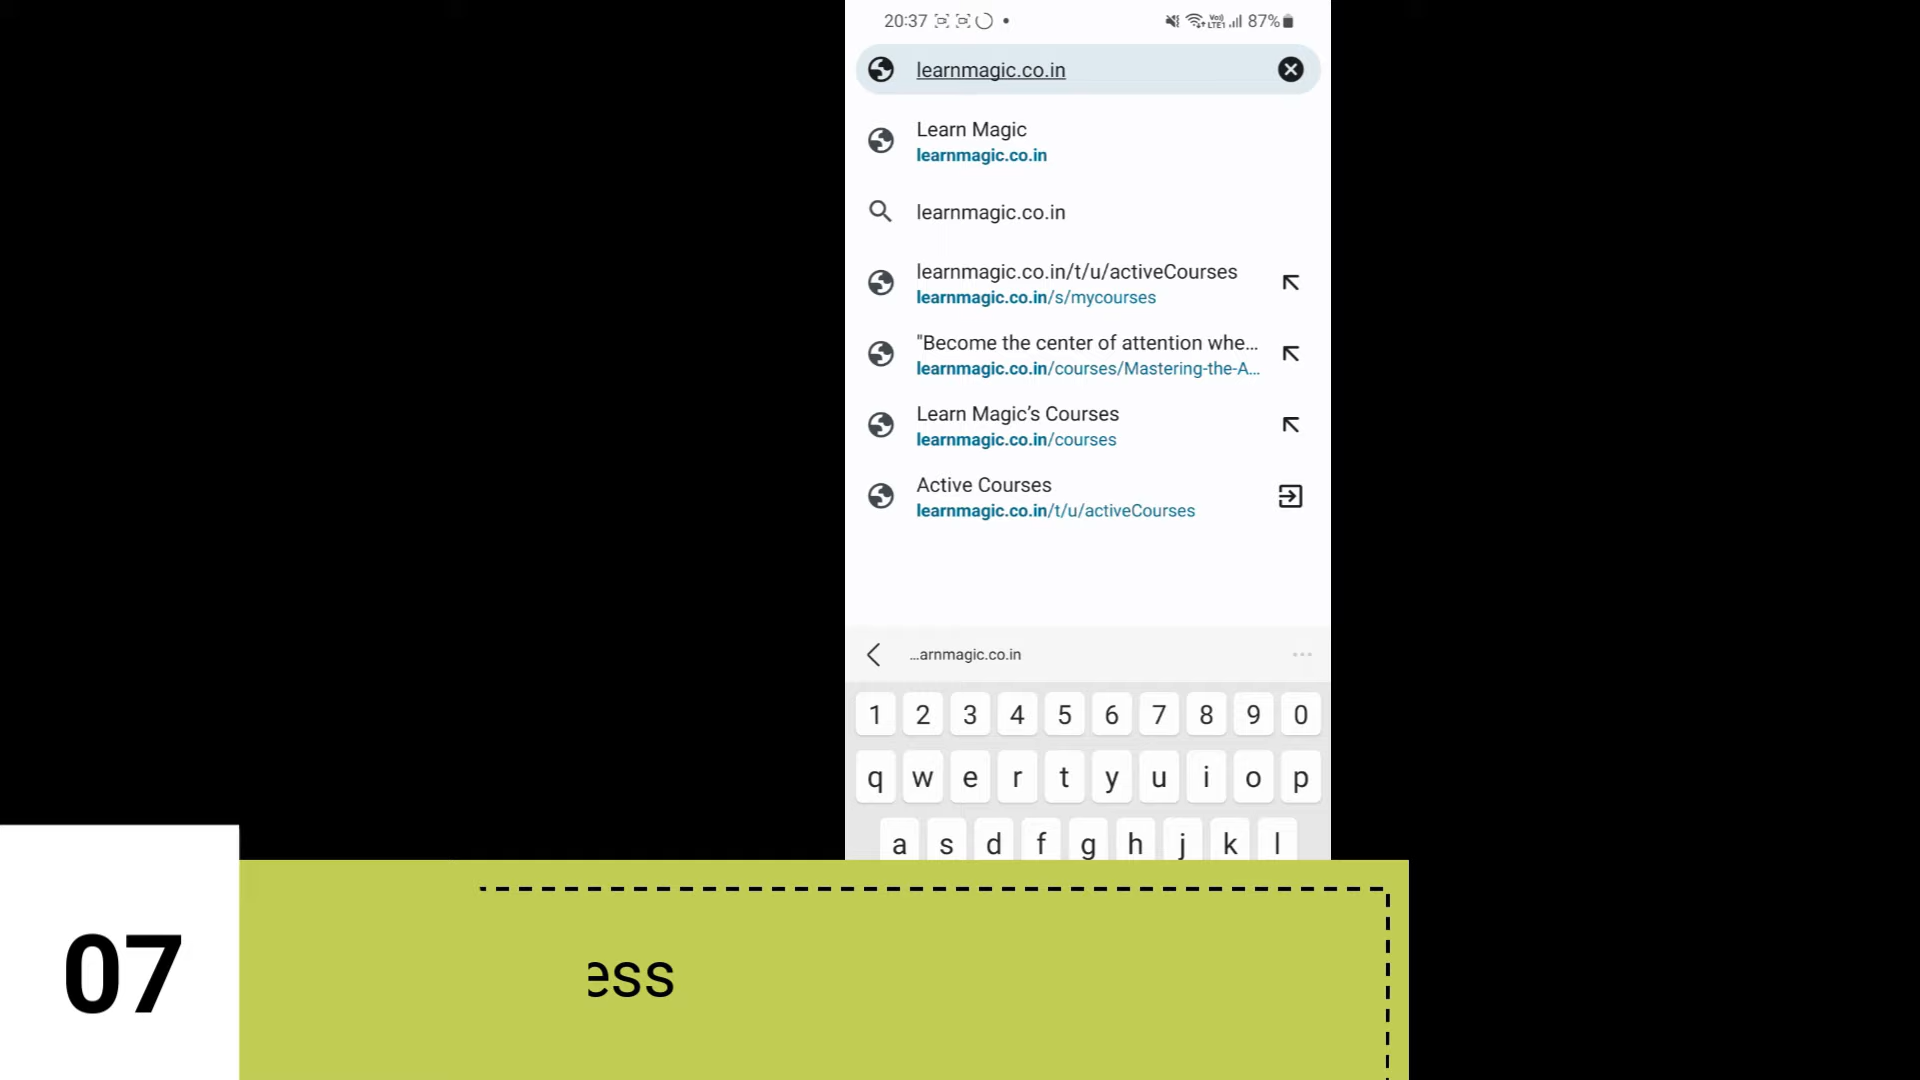 20:37
87%
learnmagic.co.in
Learn Magic
learnmagic.co.in
learnmagic.co.in
learnmagic.co.in/t/u/activeCourses
learnmagic.co.in/s/mycourses
"Become the center of attention whe...
learnmagic.co.in/courses/Mastering-the-A...
Learn Magic’s Courses
learnmagic.co.in/courses
Active Courses
learnmagic.co.in/t/u/activeCourses
...arnmagic.co.in
1 2 3 4 5 6 7 8 9 0
q w e r t y u i o p
a s d f g h j k l
07
ess